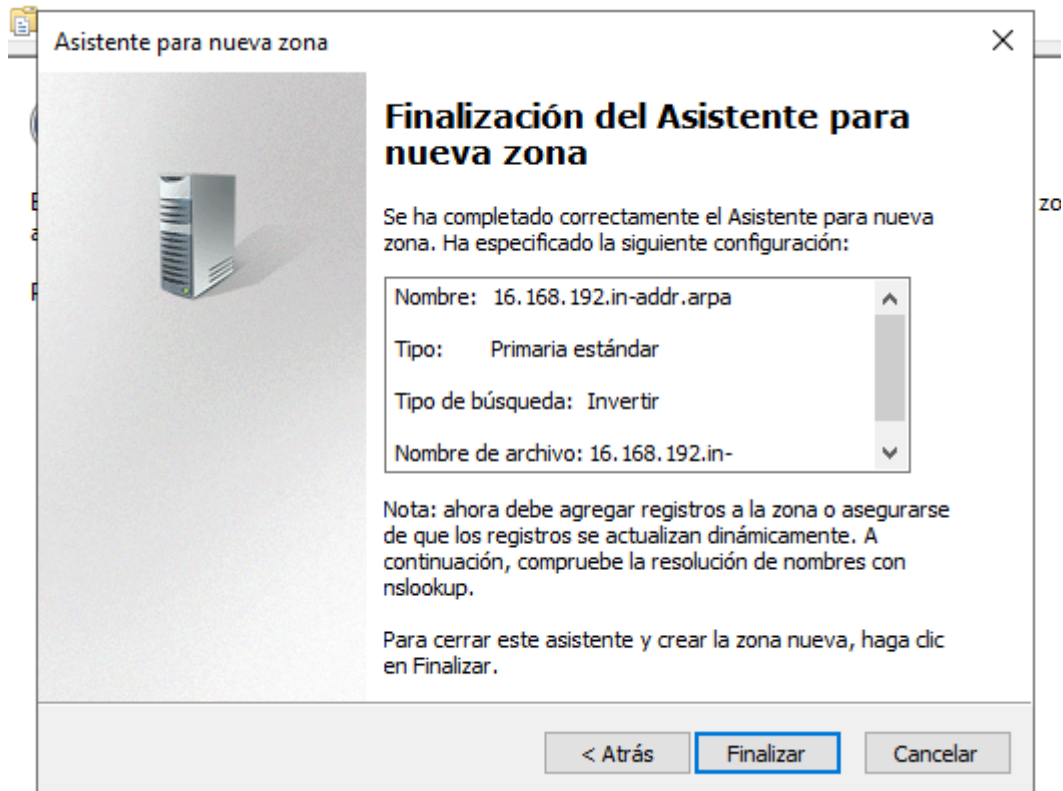 Asistente para nueva zona
Finalización del Asistente para
nueva zona
Se ha completado correctamente el Asistente para nueva
zona. Ha especificado la siguiente configuración:
Nombre: 16.168.192.in-addr.arpa
Tipo: Primaria estándar
Tipo de búsqueda: Invertir
Nombre de archivo: 16.168.192.in-
Nota: ahora debe agregar registros a la zona o asegurarse
de que los registros se actualizan dinámicamente. A
continuación, compruebe la resolución de nombres con
nslookup.
Para cerrar este asistente y crear la zona nueva, haga clic
en Finalizar.
< Atrás
Finalizar
Cancelar